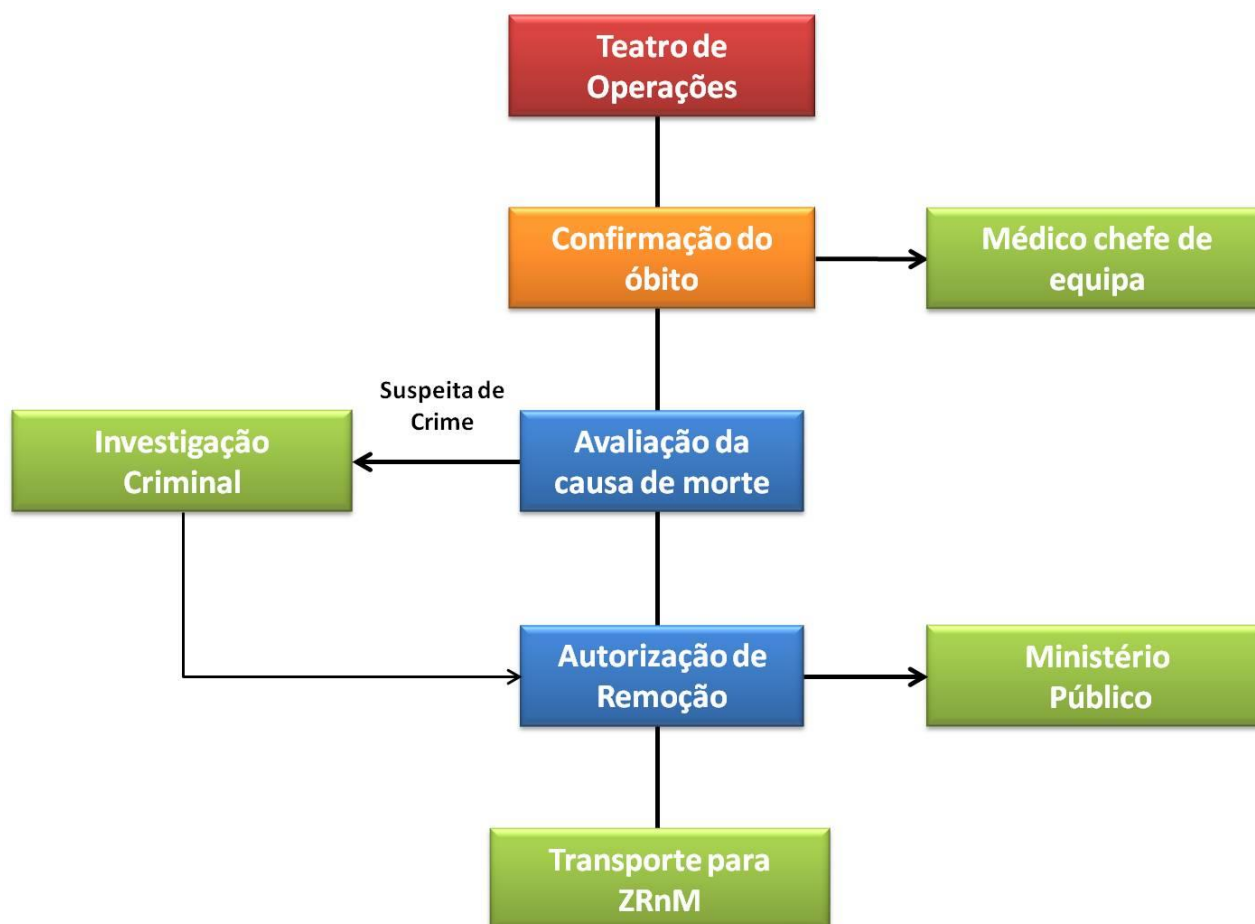 Teatro de
Operações
Confirmação do
óbito
Médico chefe de
equipa
Suspeita de
Crime
Investigação
Criminal
Avaliação da
causa de morte
Autorização de
Remoção
Ministério
Público
Transporte para
ZRnM